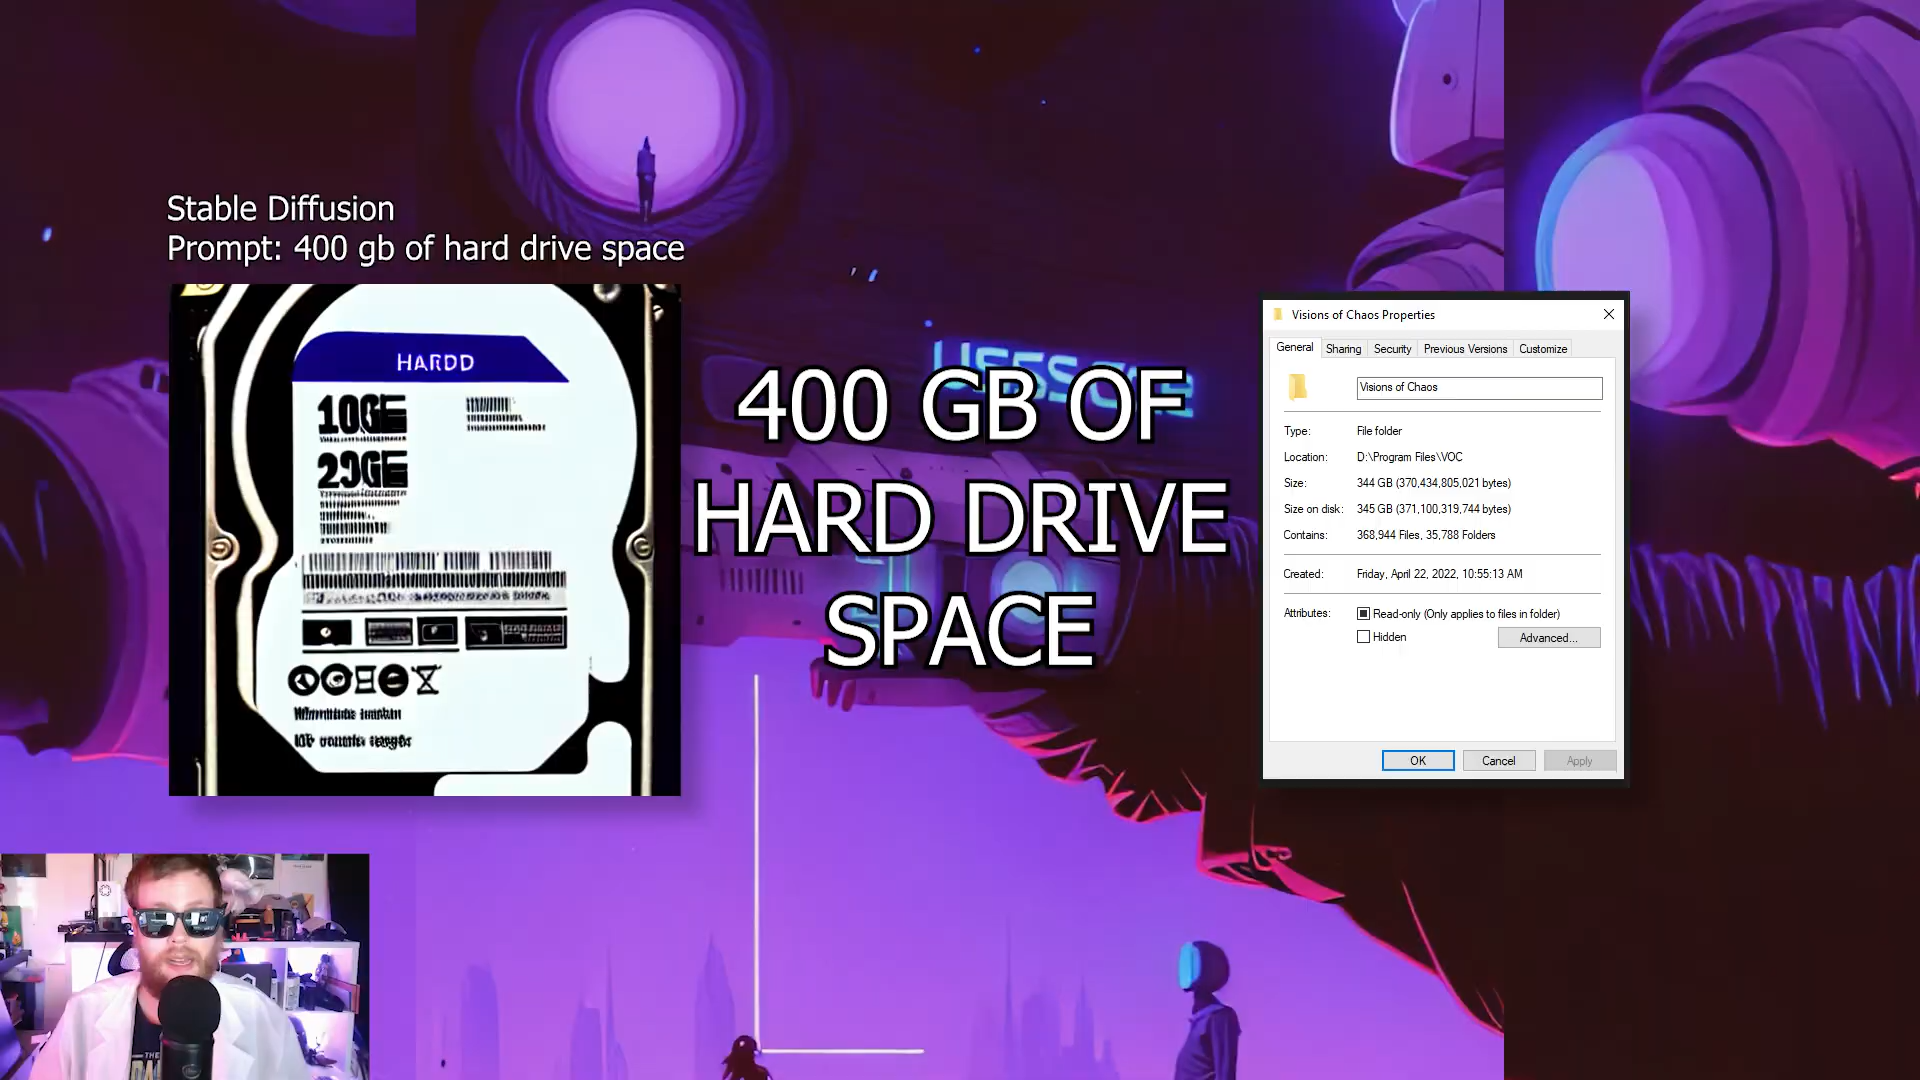 Stable Diffusion
Prompt: 400 gb of hard drive space
HARDD
10GE
400 GB OF
HARD DRIVE
SPACE
Visions of Chaos Properties
General Sharing Security Previous Versions Customize
Visions of Chaos
Type: File folder
Location: D:\Program Files\VOC
Size: 344 GB (370,434,805,021 bytes)
Size on disk: 345 GB (371,100,319,744 bytes)
Contains: 368,944 Files, 35,788 Folders
Created: Friday, April 22, 2022, 10:55:13 AM
Attributes: Read-only (Only applies to files in folder)
Hidden Advanced...
OK Cancel Apply
THE